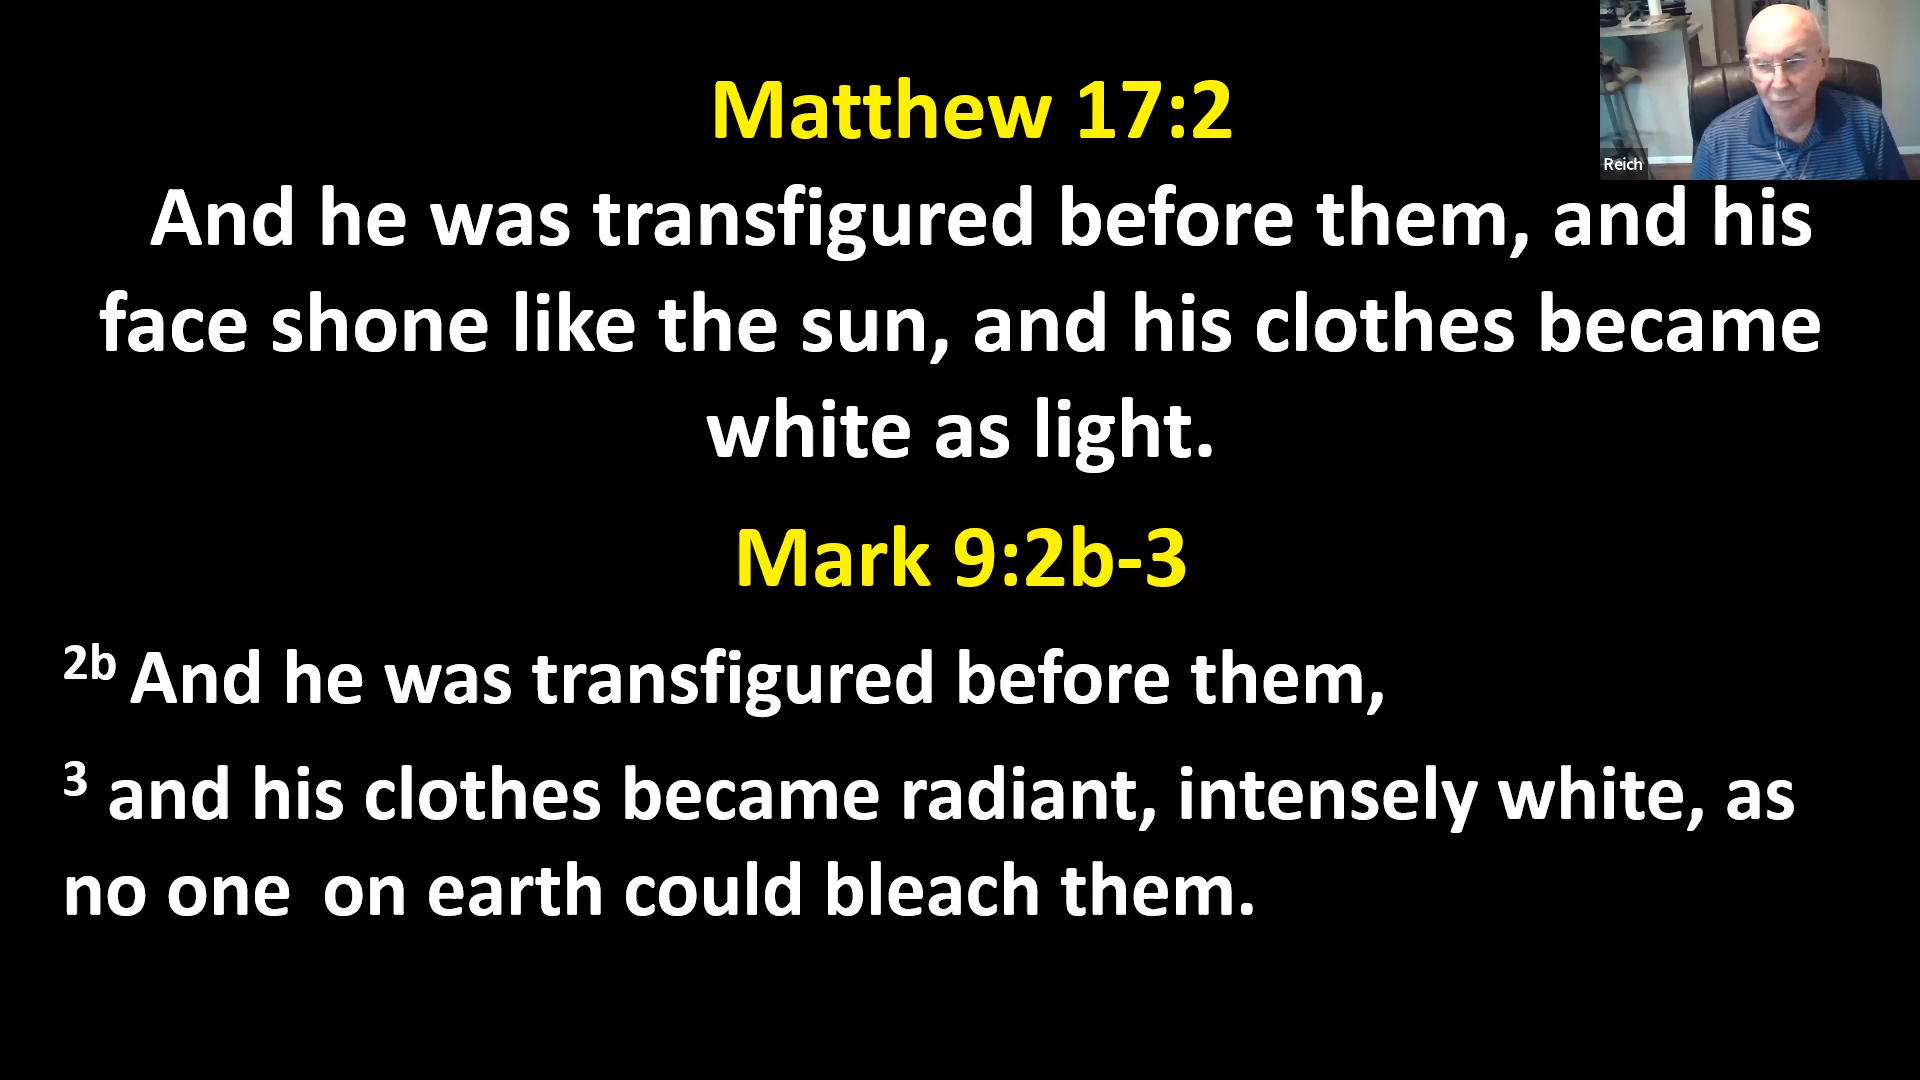 Matthew 17:2
And he was transfigured before them, and his
face shone like the sun, and his clothes became
white as light.
Mark 9:2b-3
2b And he was transfigured before them,
3 and his clothes became radiant, intensely white, as
no one on earth could bleach them.
Reich